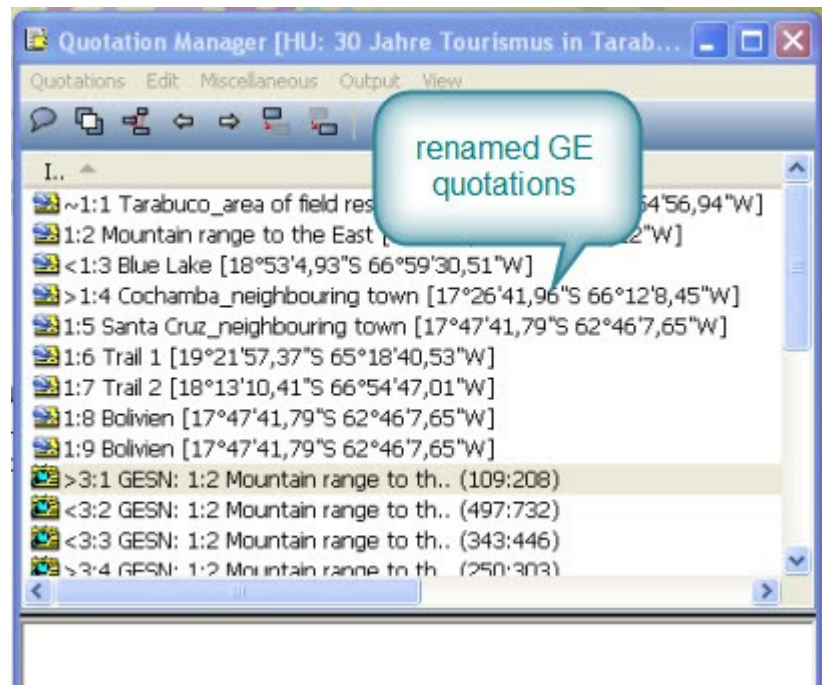 Quotation Manager [HU: 30 Jahre Tourismus in Tarab...
Quotations Edit Miscellaneous Output View
renamed GE
quotations
I..
~1:1 Tarabuco_area of field res 54'56,94"W]
1:2 Mountain range to the East [ "W]
<1:3 Blue Lake [18°53'4,93"S 66°59'30,51"W]
>1:4 Cochamba_neighbouring town [17°26'41,96"S 66°12'8,45"W]
1:5 Santa Cruz_neighbouring town [17°47'41,79"S 62°46'7,65"W]
1:6 Trail 1 [19°21'57,37"S 65°18'40,53"W]
1:7 Trail 2 [18°13'10,41"S 66°54'47,01"W]
1:8 Bolivien [17°47'41,79"S 62°46'7,65"W]
1:9 Bolivien [17°47'41,79"S 62°46'7,65"W]
>3:1 GESN: 1:2 Mountain range to th.. (109:208)
<3:2 GESN: 1:2 Mountain range to th.. (497:732)
<3:3 GESN: 1:2 Mountain range to th.. (343:446)
>3:4 GESN: 1:2 Mountain range to th.. (250:303)